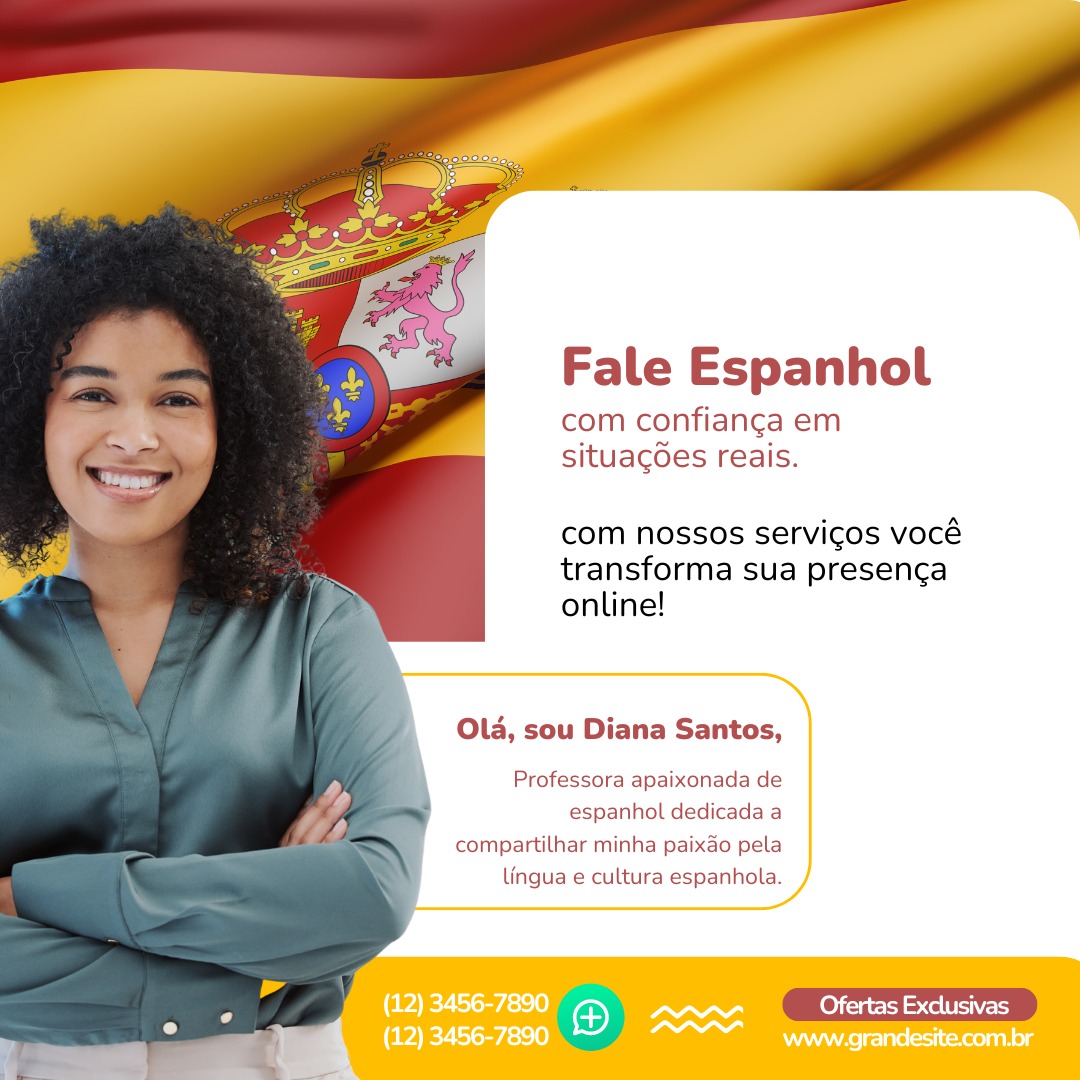 Fale Espanhol
com confiança em
situações reais.
com nossos serviços você
transforma sua presença
online!
Olá, sou Diana Santos,
Professora apaixonada de
espanhol dedicada a
compartilhar minha paixão pela
língua e cultura espanhola.
(12) 3456-7890
(12) 3456-7890
Ofertas Exclusivas
www.grandesite.com.br